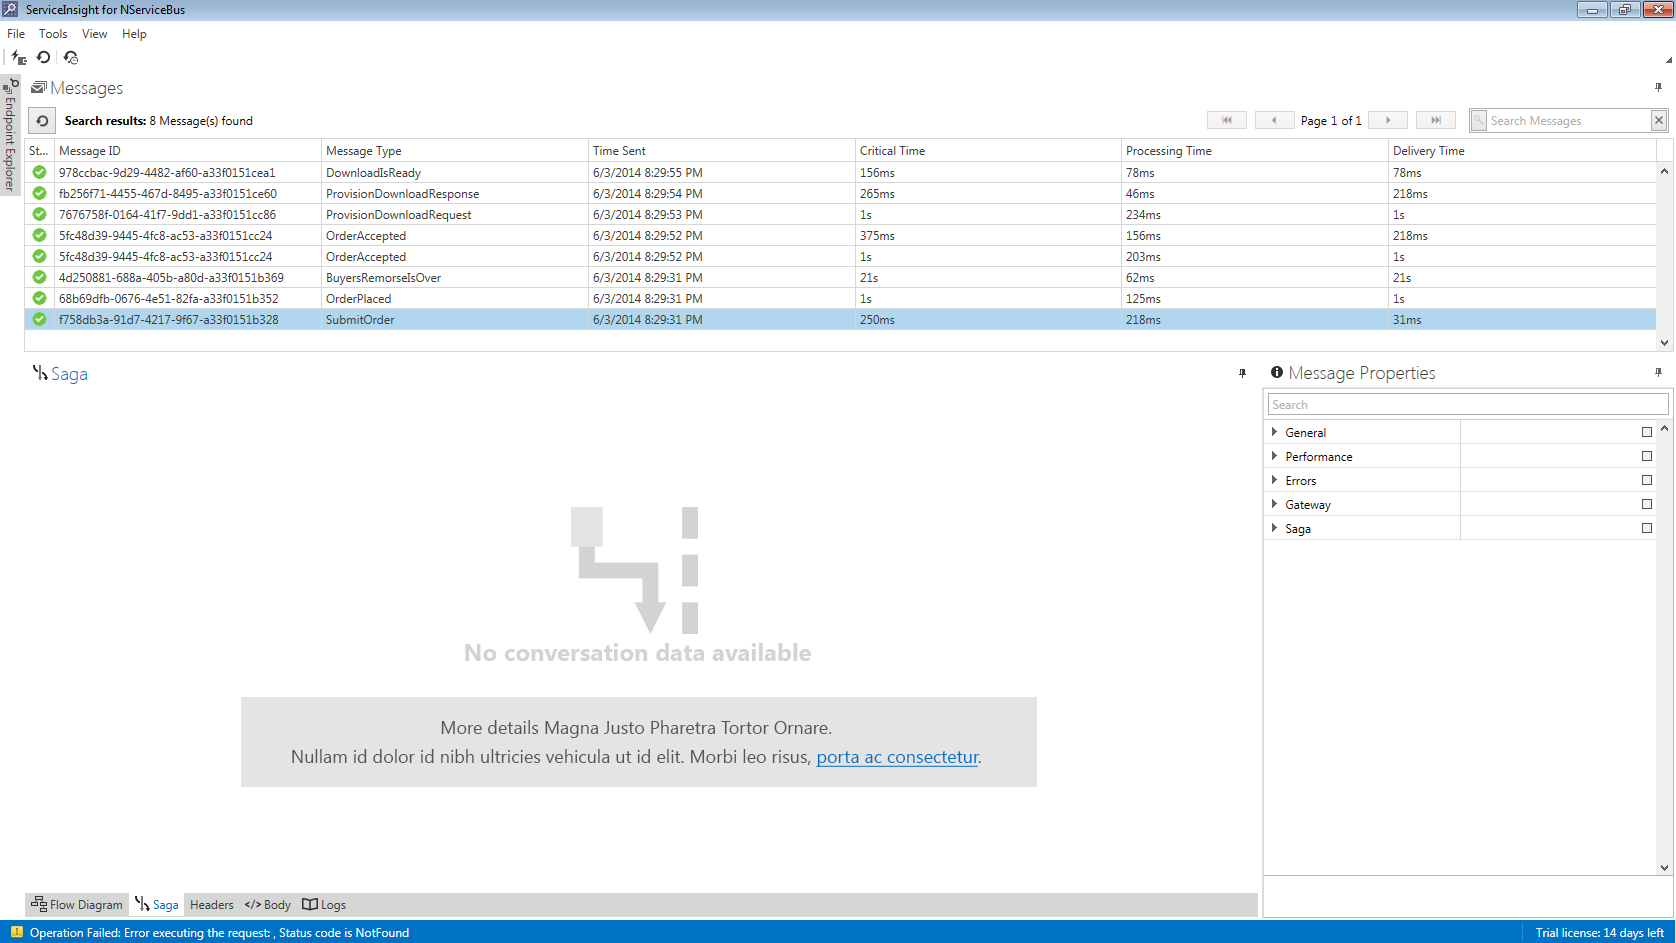 ServiceInsight for NServiceBus
File Tools View Help
Endpoint Explorer
Messages
Search results: 8 Message(s) found
Page 1 of 1
Search Messages
St... Message ID Message Type Time Sent Critical Time Processing Time Delivery Time
978ccbac-9d29-4482-af60-a33f0151cea1 DownloadIsReady 6/3/2014 8:29:55 PM 156ms 78ms 78ms
fb256f71-4455-467d-8495-a33f0151ce60 ProvisionDownloadResponse 6/3/2014 8:29:54 PM 265ms 46ms 218ms
7676758f-0164-41f7-9dd1-a33f0151cc86 ProvisionDownloadRequest 6/3/2014 8:29:53 PM 1s 234ms 1s
5fc48d39-9445-4fc8-ac53-a33f0151cc24 OrderAccepted 6/3/2014 8:29:52 PM 375ms 156ms 218ms
5fc48d39-9445-4fc8-ac53-a33f0151cc24 OrderAccepted 6/3/2014 8:29:52 PM 1s 203ms 1s
4d250881-688a-405b-a80d-a33f0151b369 BuyersRemorseIsOver 6/3/2014 8:29:31 PM 21s 62ms 21s
68b69dfb-0676-4e51-82fa-a33f0151b352 OrderPlaced 6/3/2014 8:29:31 PM 1s 125ms 1s
f758db3a-91d7-4217-9f67-a33f0151b328 SubmitOrder 6/3/2014 8:29:31 PM 250ms 218ms 31ms
Saga
No conversation data available
More details Magna Justo Pharetra Tortor Ornare.
Nullam id dolor id nibh ultricies vehicula ut id elit. Morbi leo risus, porta ac consectetur.
Message Properties
Search
General
Performance
Errors
Gateway
Saga
Flow Diagram Saga Headers </> Body Logs
Operation Failed: Error executing the request: , Status code is NotFound
Trial license: 14 days left